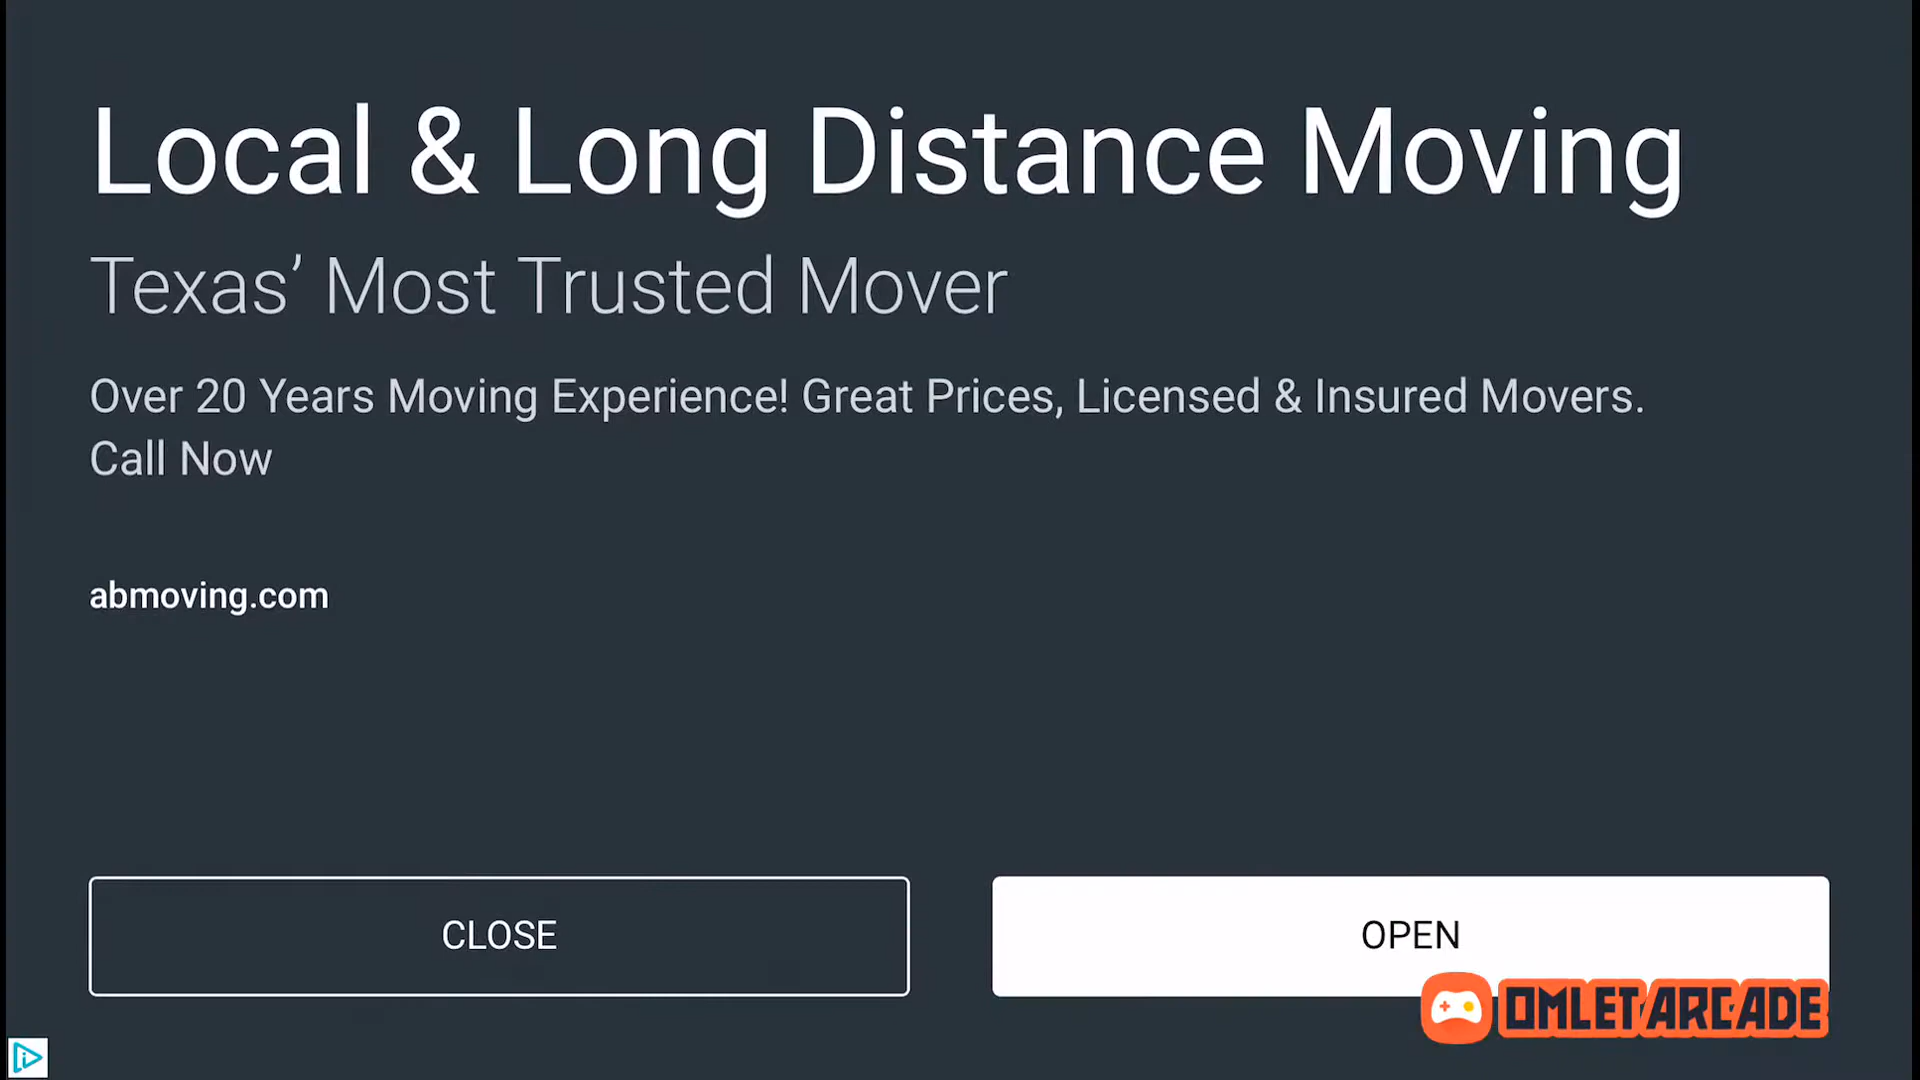 Local & Long Distance Moving
Texas’ Most Trusted Mover
Over 20 Years Moving Experience! Great Prices, Licensed & Insured Movers.
Call Now
abmoving.com
CLOSE
OPEN
OMLET ARCADE